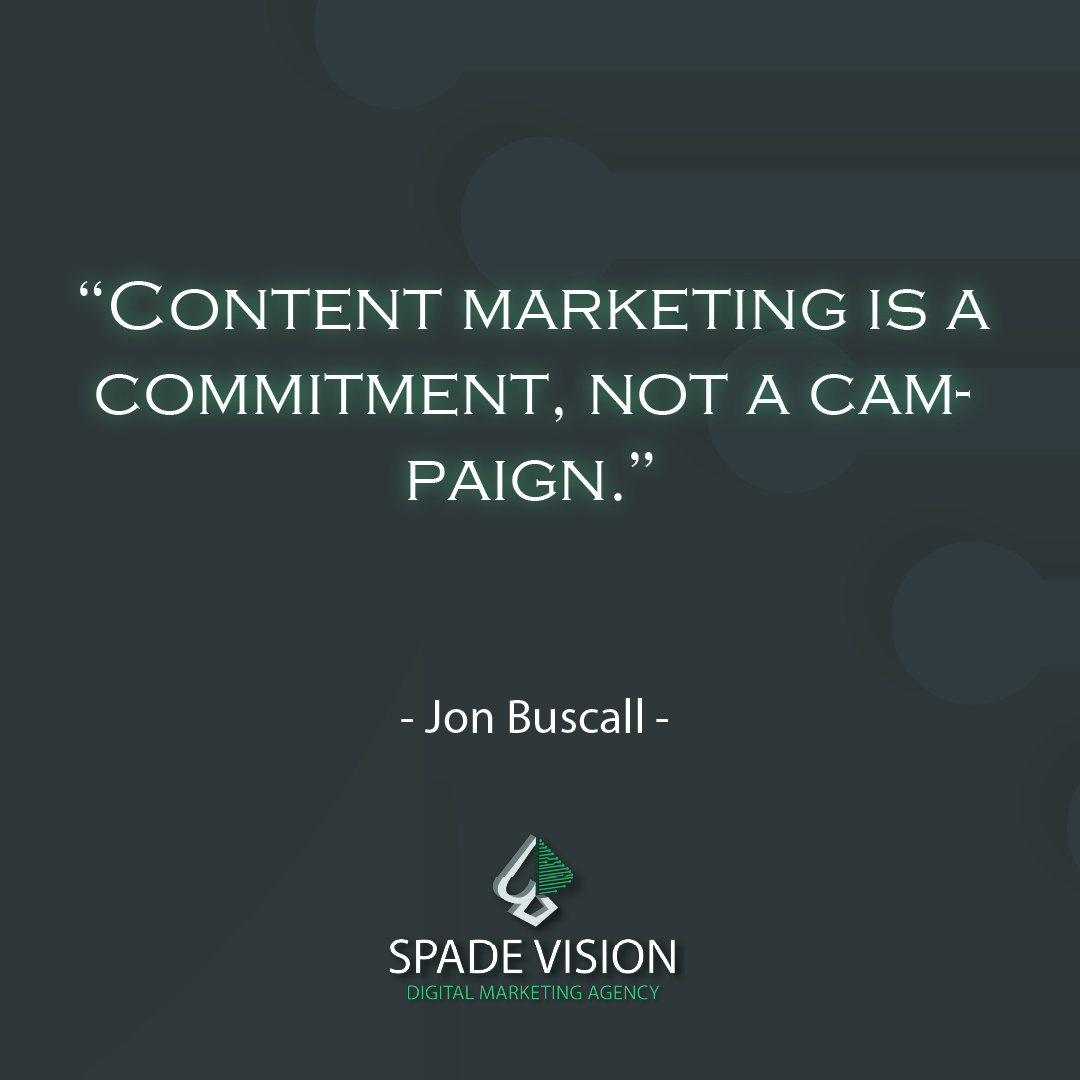 “CONTENT MARKETING IS A
COMMITMENT, NOT A CAM-
PAIGN.”
- Jon Buscall -
SPADE VISION
DIGITAL MARKETING AGENCY